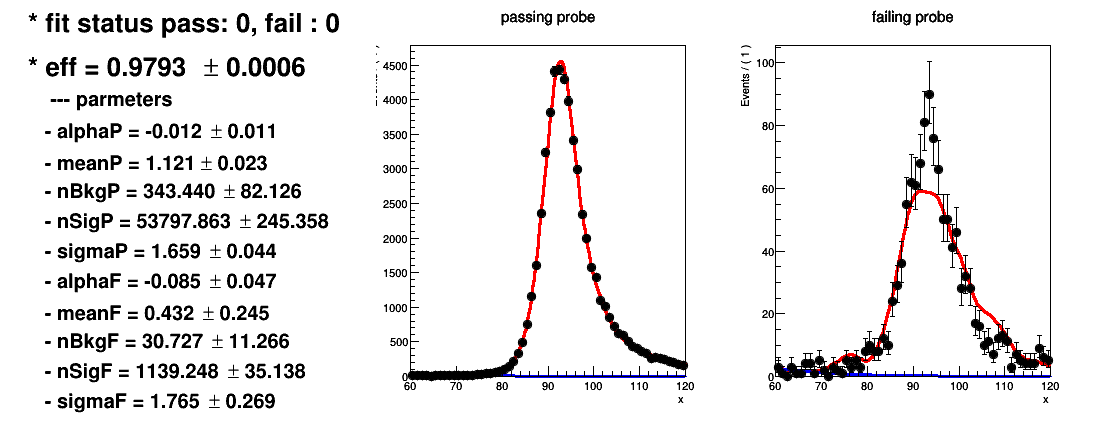 * fit status pass: 0, fail : 0
* eff = 0.9793 ± 0.0006
--- parmeters
- alphaP = -0.012 ± 0.011
- meanP = 1.121 ± 0.023
- nBkgP = 343.440 ± 82.126
- nSigP = 53797.863 ± 245.358
- sigmaP = 1.659 ± 0.044
- alphaF = -0.085 ± 0.047
- meanF = 0.432 ± 0.245
- nBkgF = 30.727 ± 11.266
- nSigF = 1139.248 ± 35.138
- sigmaF = 1.765 ± 0.269
passing probe
4500
4000
3500
3000
2500
2000
1500
1000
500
0
60 70 80 90 100 110 120
x
failing probe
Events / ( 1 )
100
80
60
40
20
0
60 70 80 90 100 110 120
x